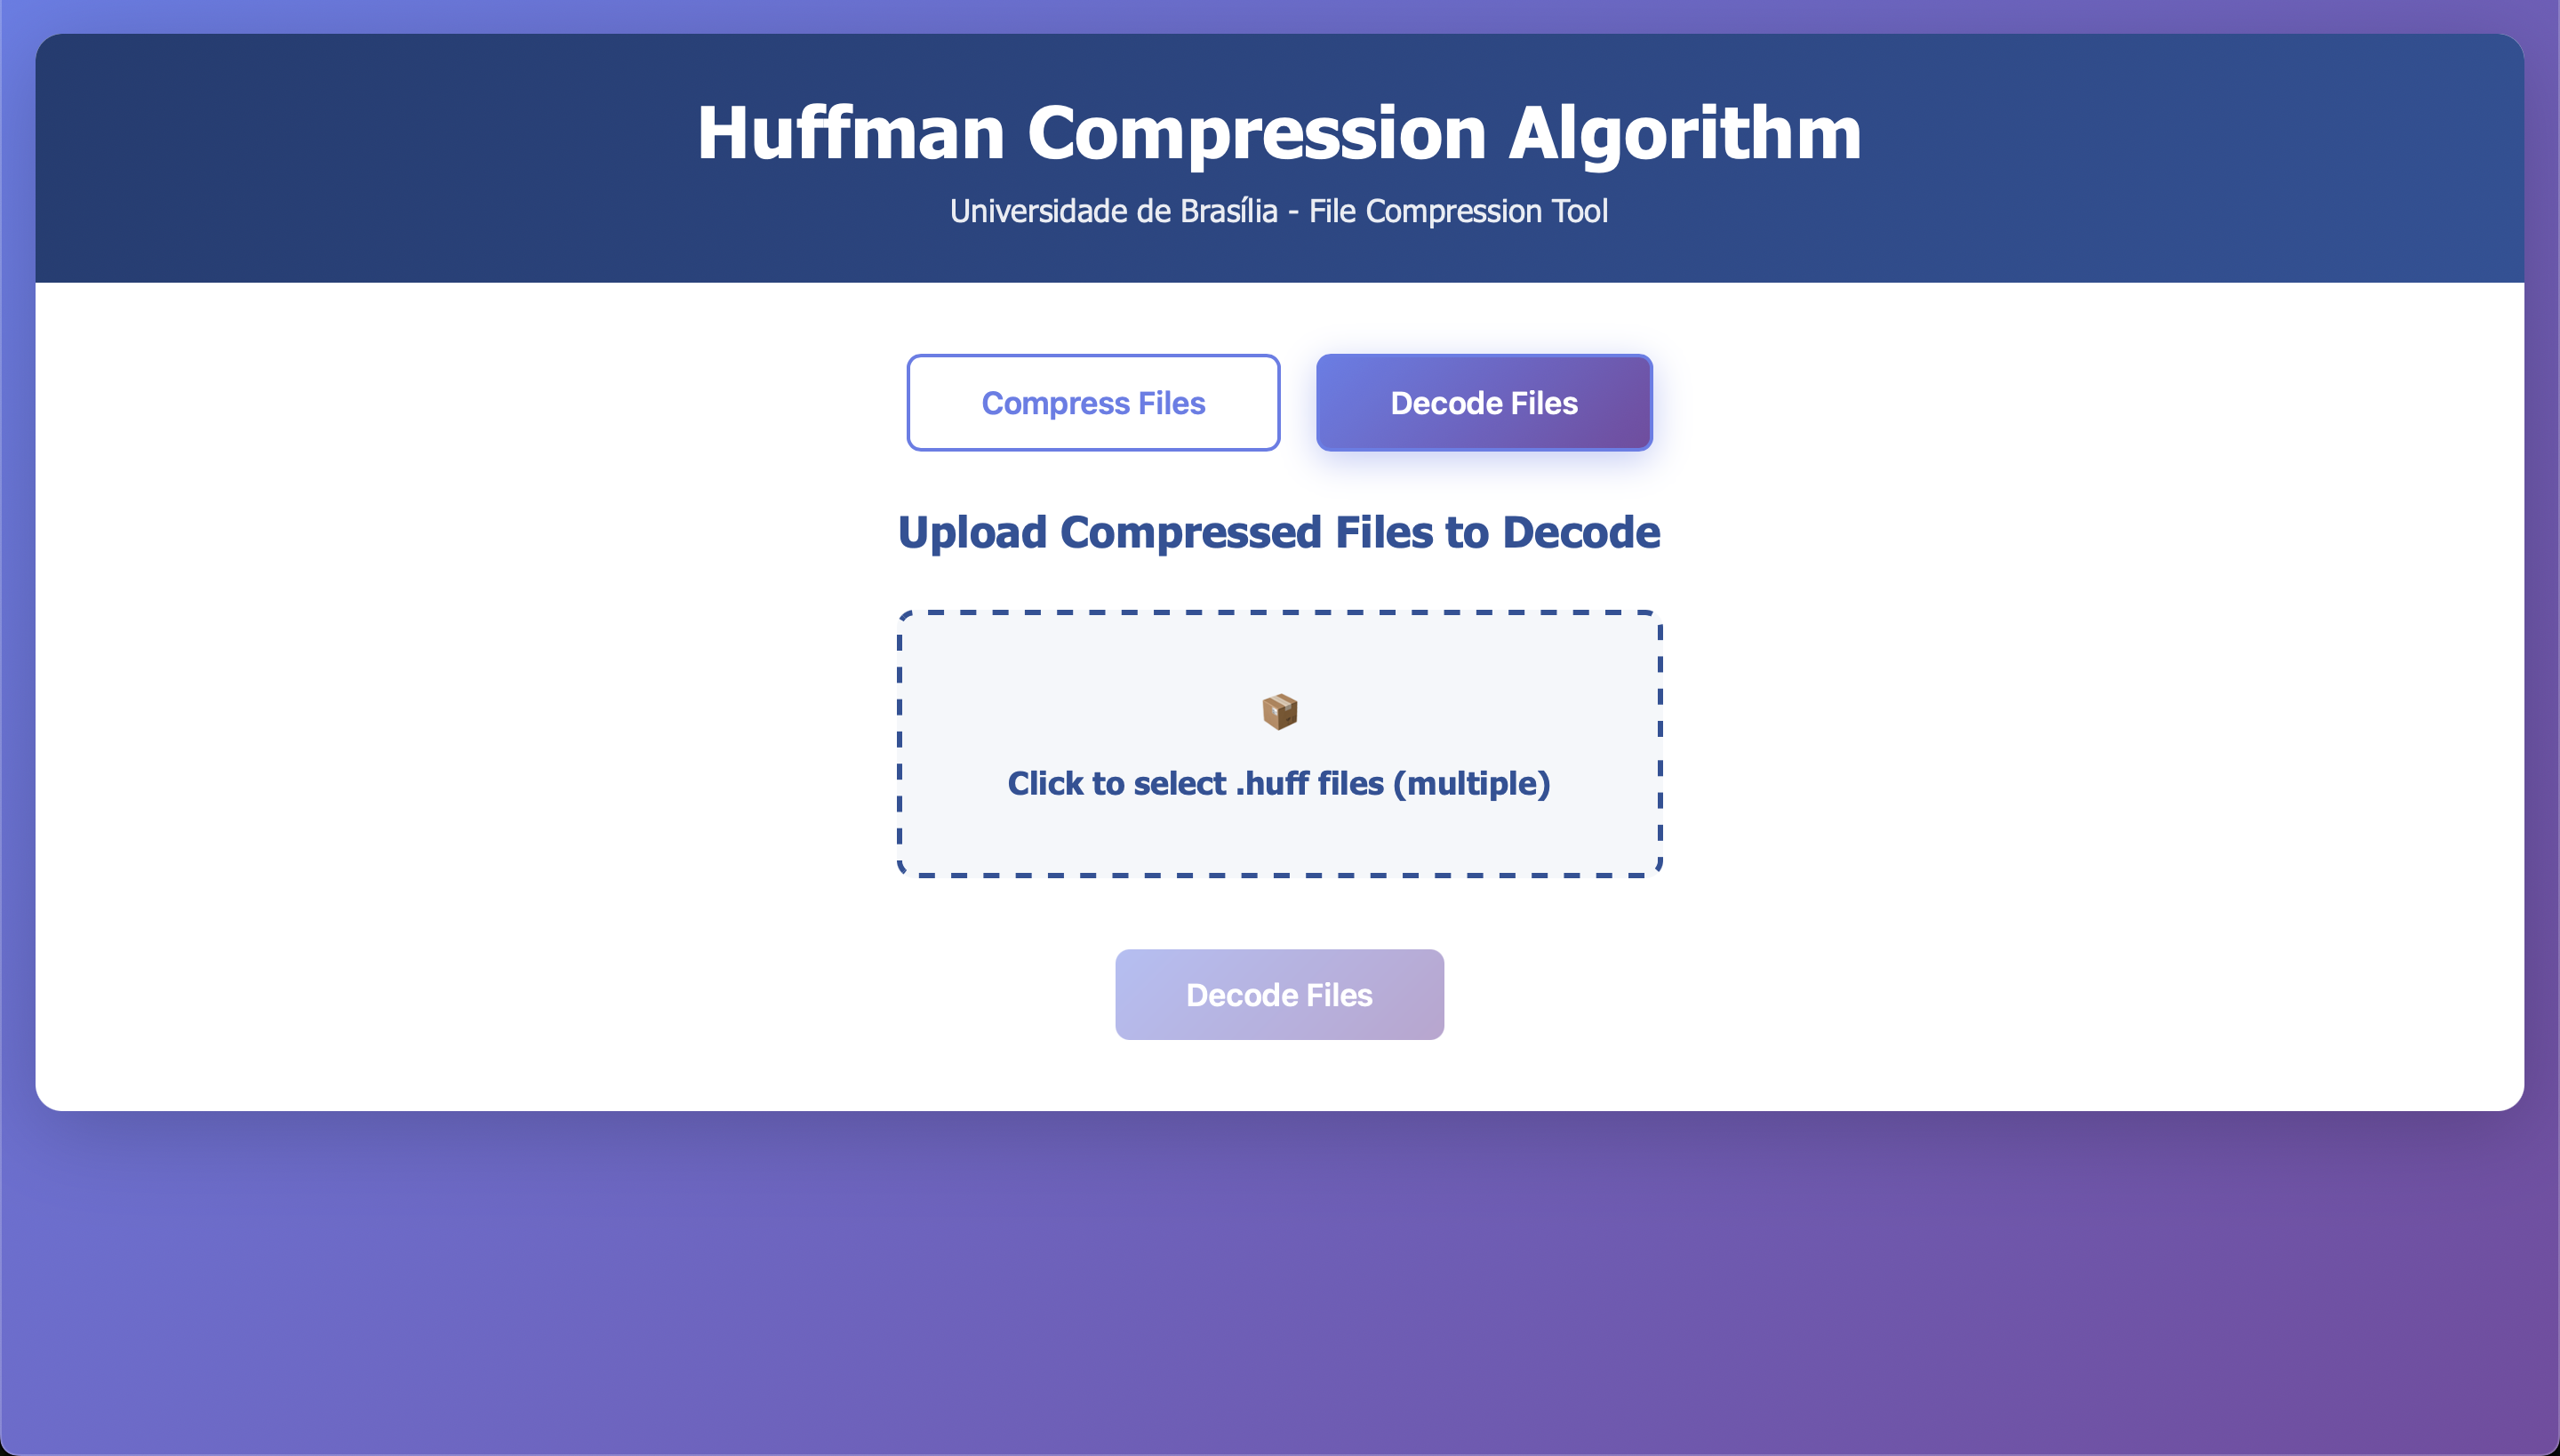 Huffman Compression Algorithm
Universidade de Brasília - File Compression Tool
Compress Files
Decode Files
Upload Compressed Files to Decode
Click to select .huff files (multiple)
Decode Files